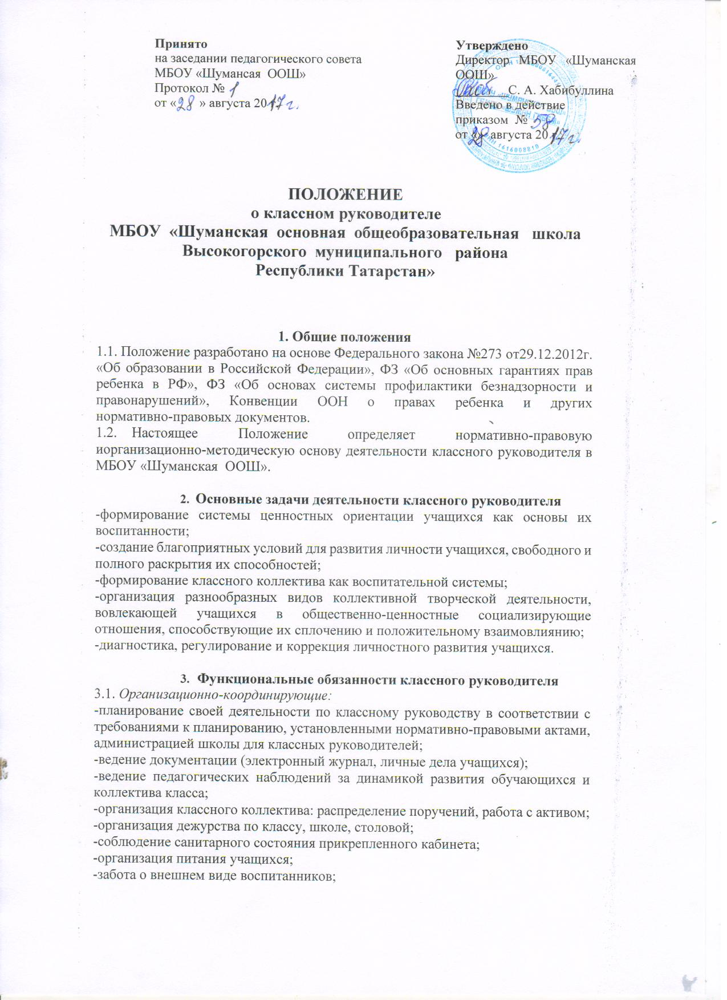 Принято
на заседании педагогического совета
МБОУ «Шумансая ООШ»
Протокол № 1
от «28 » августа 2017 г.
Утверждено
Директор МБОУ «Шуманская
ООШ»
С. А. Хабибуллина
Введено в действие
приказом № 58
от «28» августа 2017 г.
ИНН 1616008810
ПОЛОЖЕНИЕ
о классном руководителе
МБОУ «Шуманская основная общеобразовательная школа
Высокогорского муниципального района
Республики Татарстан»
1. Общие положения
1.1. Положение разработано на основе Федерального закона №273 от29.12.2012г.
«Об образовании в Российской Федерации», ФЗ «Об основных гарантиях прав
ребенка в РФ», ФЗ «Об основах системы профилактики безнадзорности и
правонарушений», Конвенции ООН о правах ребенка и других
нормативно-правовых документов.
1.2. Настоящее Положение определяет нормативно-правовую
иорганизационно-методическую основу деятельности классного руководителя в
МБОУ «Шуманская ООШ».
2. Основные задачи деятельности классного руководителя
-формирование системы ценностных ориентации учащихся как основы их
воспитанности;
-создание благоприятных условий для развития личности учащихся, свободного и
полного раскрытия их способностей;
-формирование классного коллектива как воспитательной системы;
-организация разнообразных видов коллективной творческой деятельности,
вовлекающей учащихся в общественно-ценностные социализирующие
отношения, способствующие их сплочению и положительному взаимовлиянию;
-диагностика, регулирование и коррекция личностного развития учащихся.
3. Функциональные обязанности классного руководителя
3.1. Организационно-координирующие:
-планирование своей деятельности по классному руководству в соответствии с
требованиями к планированию, установленными нормативно-правовыми актами,
администрацией школы для классных руководителей;
-ведение документации (электронный журнал, личные дела учащихся);
-ведение педагогических наблюдений за динамикой развития обучающихся и
коллектива класса;
-организация классного коллектива: распределение поручений, работа с активом;
-организация дежурства по классу, школе, столовой;
-соблюдение санитарного состояния прикрепленного кабинета;
-организация питания учащихся;
-забота о внешнем виде воспитанников;